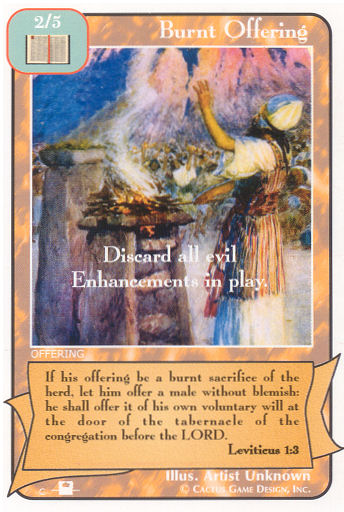 2/5
Burnt Offering
Discard all evil
Enhancements in play.
OFFERING
If his offering be a burnt sacrifice of the
herd, let him offer a male without blemish:
he shall offer it of his own voluntary will at
the door of the tabernacle of the
congregation before the LORD.
Leviticus 1:3
Illus. Artist Unknown
C
© CACTUS GAME DESIGN, INC.